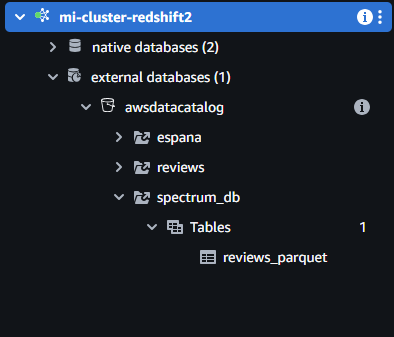 mi-cluster-redshift2
native databases (2)
external databases (1)
awsdatacatalog
espana
reviews
spectrum_db
Tables 1
reviews_parquet